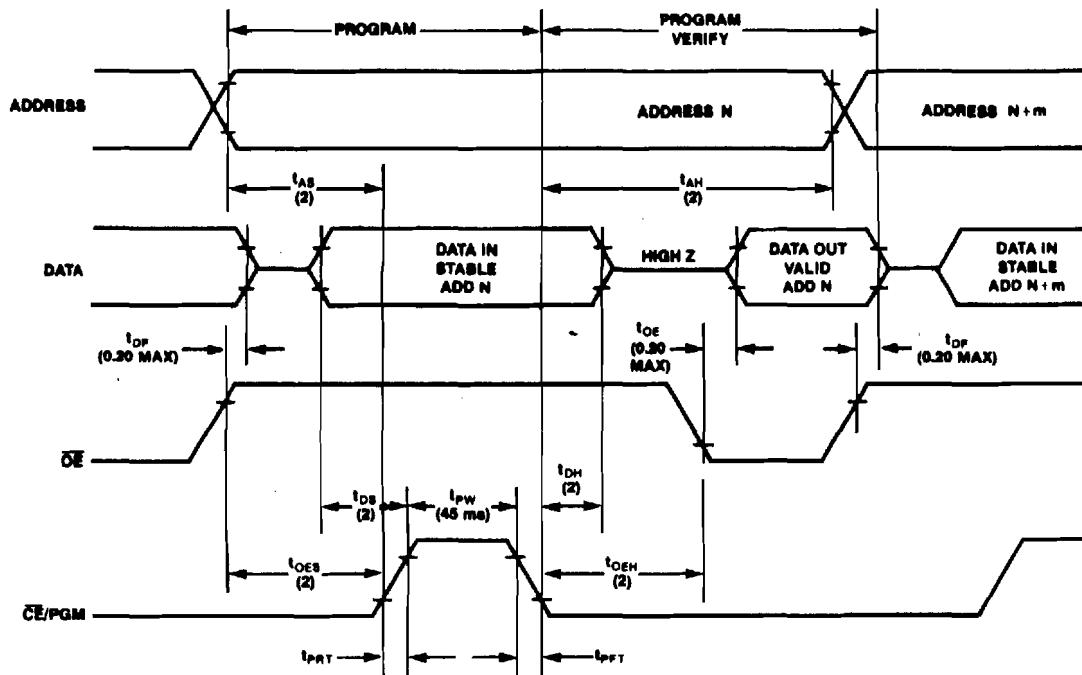 PROGRAM
PROGRAM
VERIFY
ADDRESS
ADDRESS N
ADDRESS N + m
tAS
(2)
tAH
(2)
DATA
DATA IN
STABLE
ADD N
HIGH Z
DATA OUT
VALID
ADD N
DATA IN
STABLE
ADD N + m
tDF
(0.20 MAX)
tOE
(0.20
MAX)
tDF
(0.20 MAX)
OE
tDS
(2)
tPW
(45 ms)
tDH
(2)
tOES
(2)
tOEH
(2)
CE/PGM
tPRT
tPFT